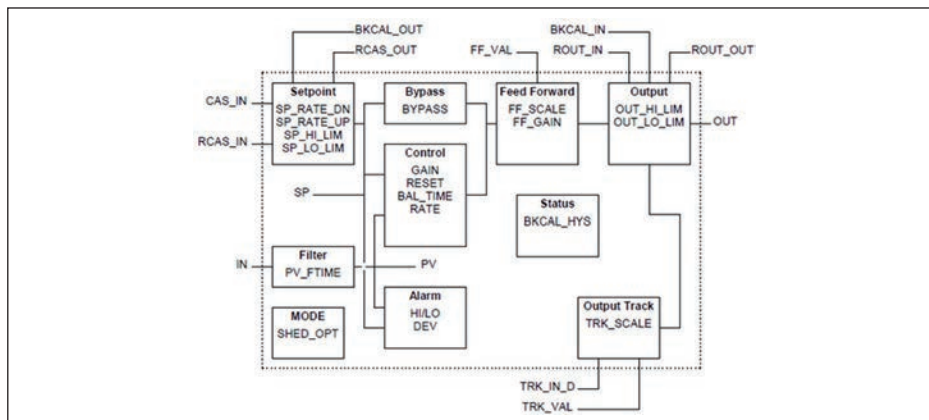 BKCAL_OUT
BKCAL_IN
RCAS_OUT
FF_VAL
ROUT_IN
ROUT_OUT
Setpoint
SP_RATE_DN
SP_RATE_UP
SP_HI_LIM
SP_LO_LIM
Bypass
BYPASS
Feed Forward
FF_SCALE
FF_GAIN
Output
OUT_HI_LIM
OUT_LO_LIM
CAS_IN
OUT
RCAS_IN
Control
GAIN
RESET
BAL_TIME
RATE
SP
Status
BKCAL_HYS
IN
Filter
PV_FTIME
PV
MODE
SHED_OPT
Alarm
HI/LO
DEV
Output Track
TRK_SCALE
TRK_IN_D
TRK_VAL